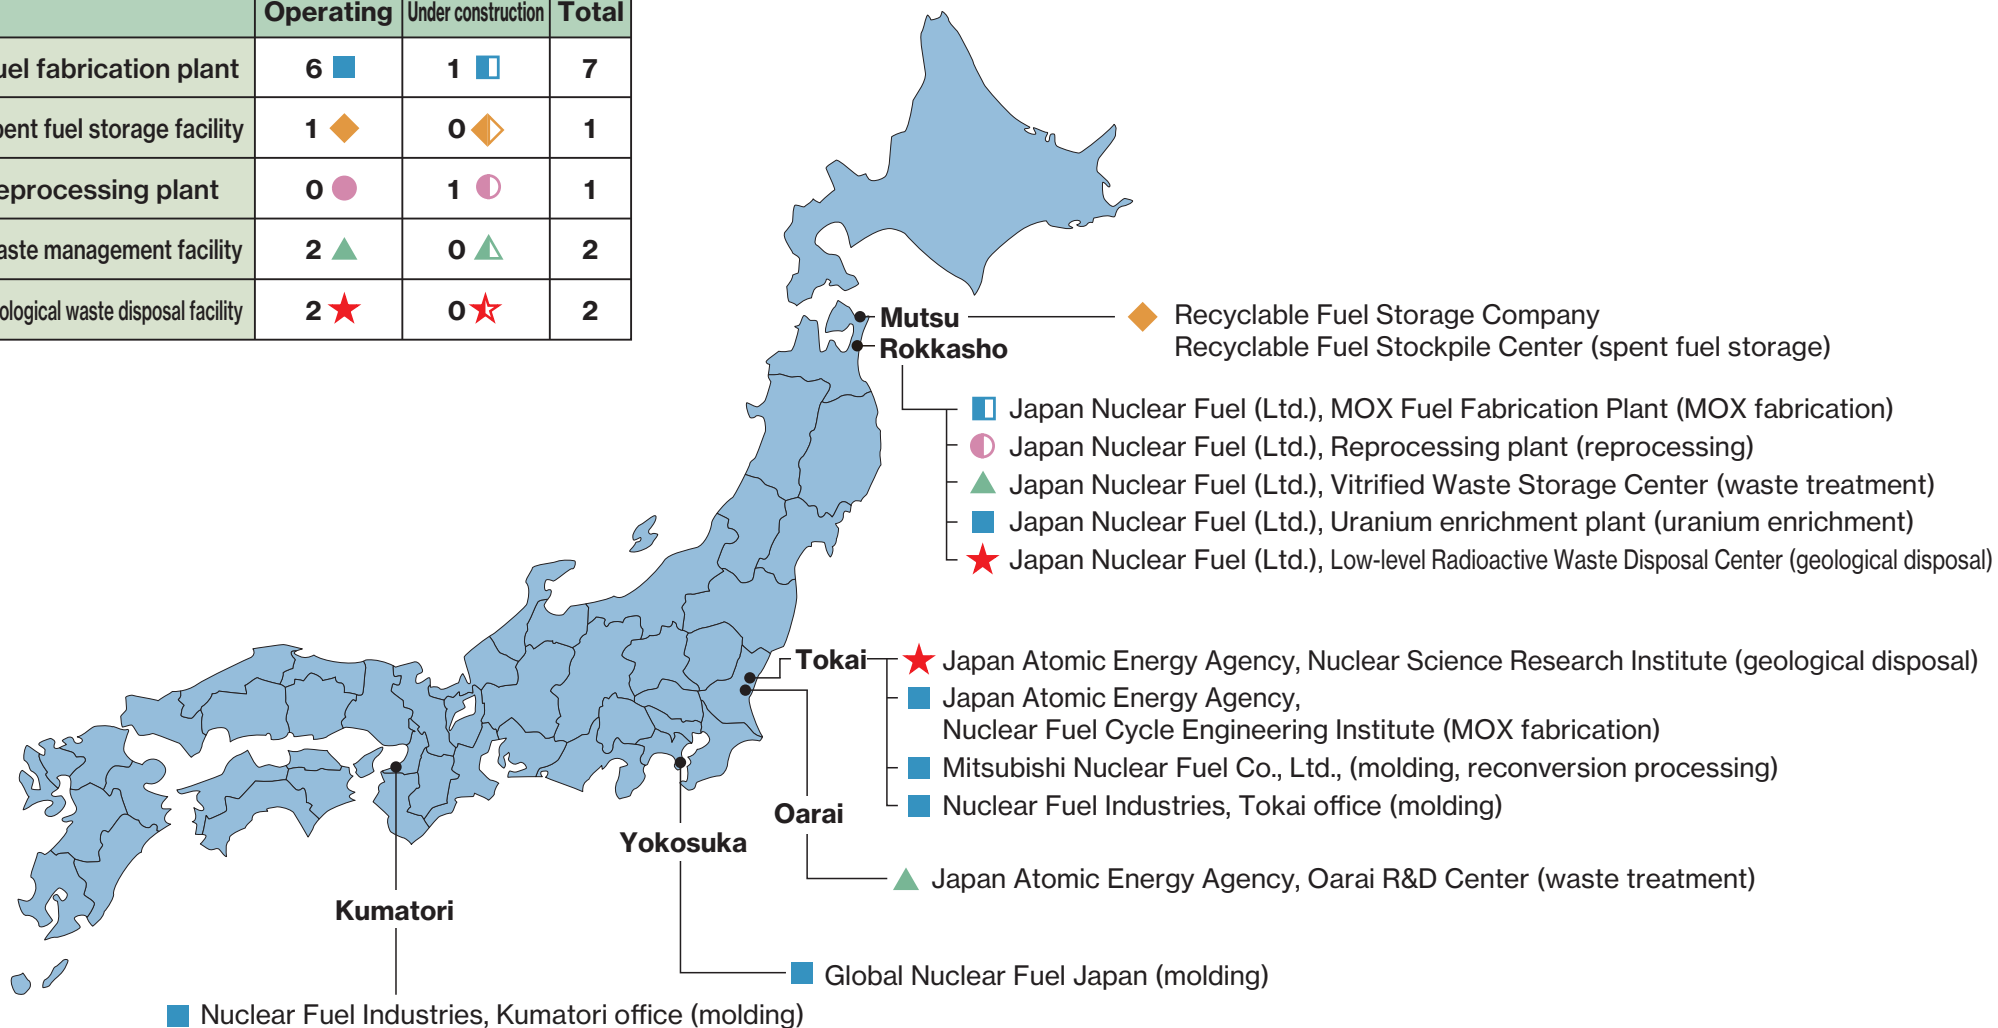 Operating Under construction Total
uel fabrication plant 6 1 7
pent fuel storage facility 1 0 1
eprocessing plant 0 1 1
aste management facility 2 0 2
ological waste disposal facility 2 0 2
Mutsu
Recyclable Fuel Storage Company
Recyclable Fuel Stockpile Center (spent fuel storage)
Rokkasho
Japan Nuclear Fuel (Ltd.), MOX Fuel Fabrication Plant (MOX fabrication)
Japan Nuclear Fuel (Ltd.), Reprocessing plant (reprocessing)
Japan Nuclear Fuel (Ltd.), Vitrified Waste Storage Center (waste treatment)
Japan Nuclear Fuel (Ltd.), Uranium enrichment plant (uranium enrichment)
Japan Nuclear Fuel (Ltd.), Low-level Radioactive Waste Disposal Center (geological disposal)
Tokai
Japan Atomic Energy Agency, Nuclear Science Research Institute (geological disposal)
Japan Atomic Energy Agency,
Nuclear Fuel Cycle Engineering Institute (MOX fabrication)
Mitsubishi Nuclear Fuel Co., Ltd., (molding, reconversion processing)
Nuclear Fuel Industries, Tokai office (molding)
Oarai
Japan Atomic Energy Agency, Oarai R&D Center (waste treatment)
Yokosuka
Global Nuclear Fuel Japan (molding)
Kumatori
Nuclear Fuel Industries, Kumatori office (molding)